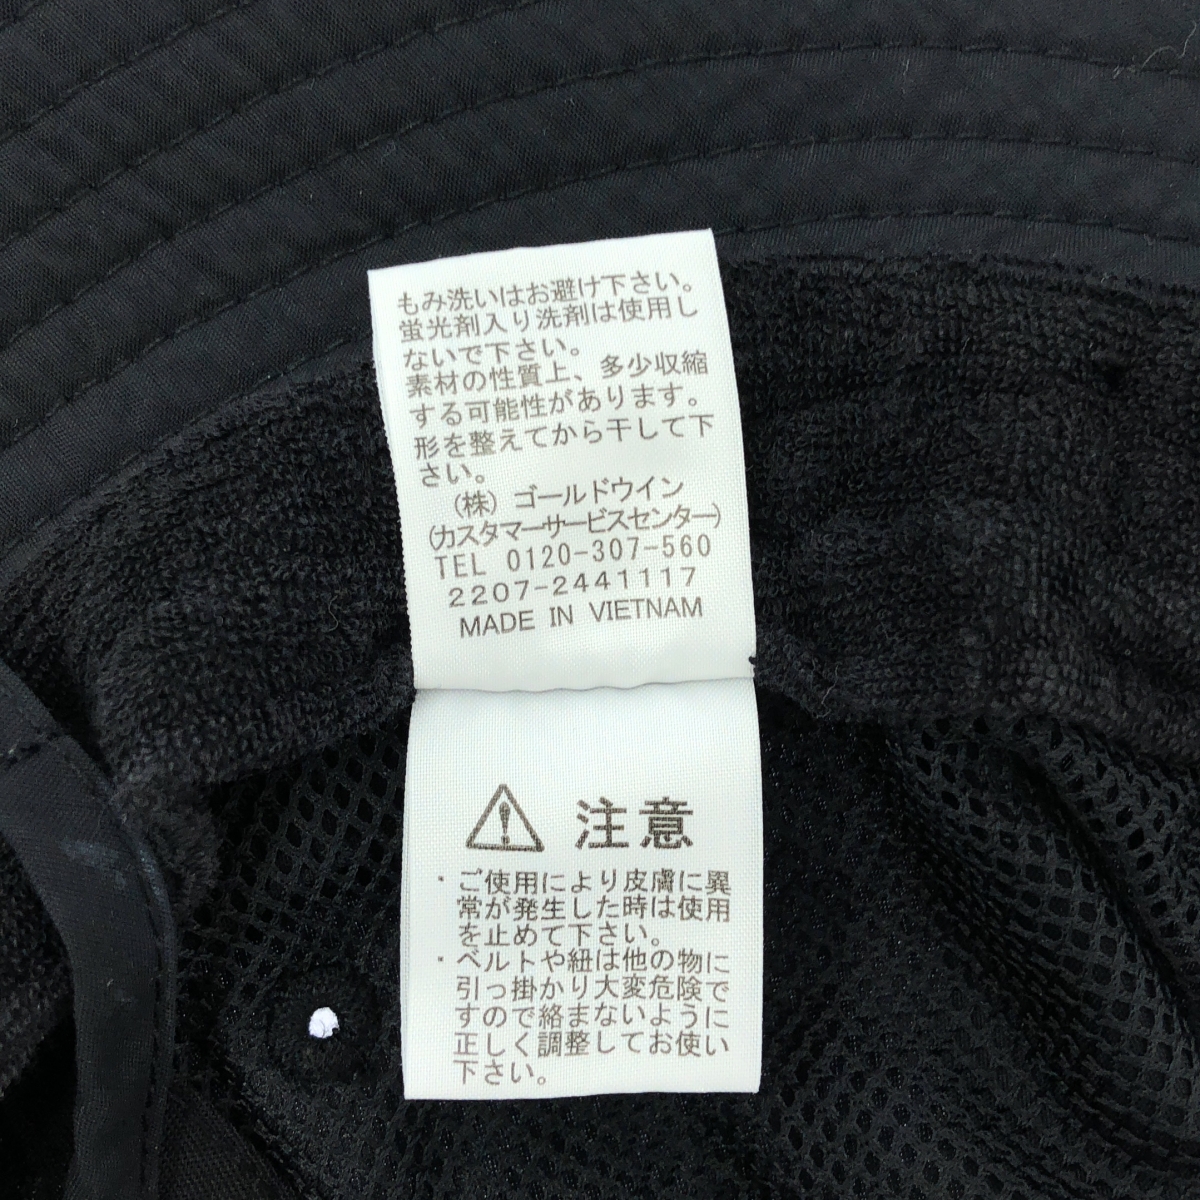 もみ洗いはお避け下さい。
蛍光剤入り洗剤は使用し
ないで下さい。
素材の性質上、多少収縮
する可能性があります。
形を整えてから干して下
さい。
(株) ゴールドウイン
(カスタマーサービスセンター)
TEL 0120-307-560
2207-2441117
MADE IN VIETNAM
注意
・ご使用により皮膚に異
常が発生した時は使用
を止めて下さい。
・ベルトや紐は他の物に
引っ掛かり大変危険で
すので絡まないように
正しく調整してお使い
下さい。